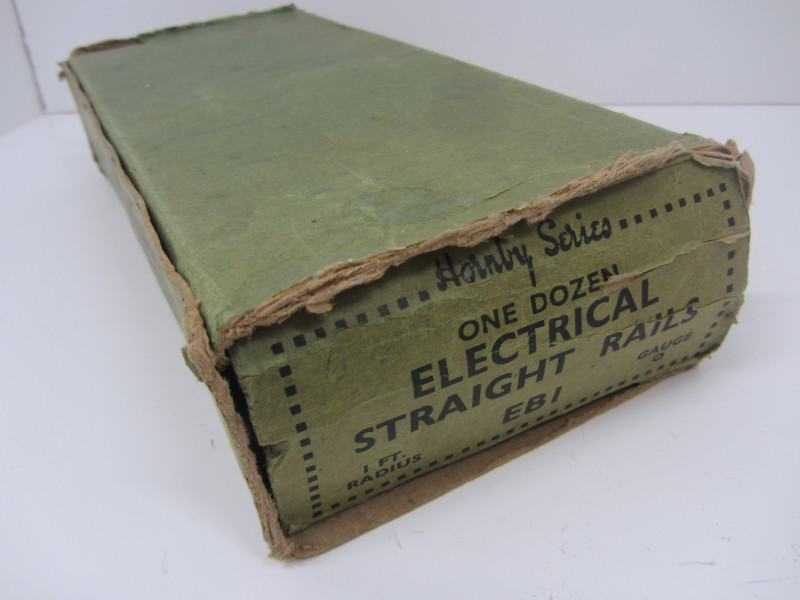 Hornby Series
ONE DOZEN
ELECTRICAL
STRAIGHT RAILS
EB1
1 FT.
RADIUS
GAUGE
0